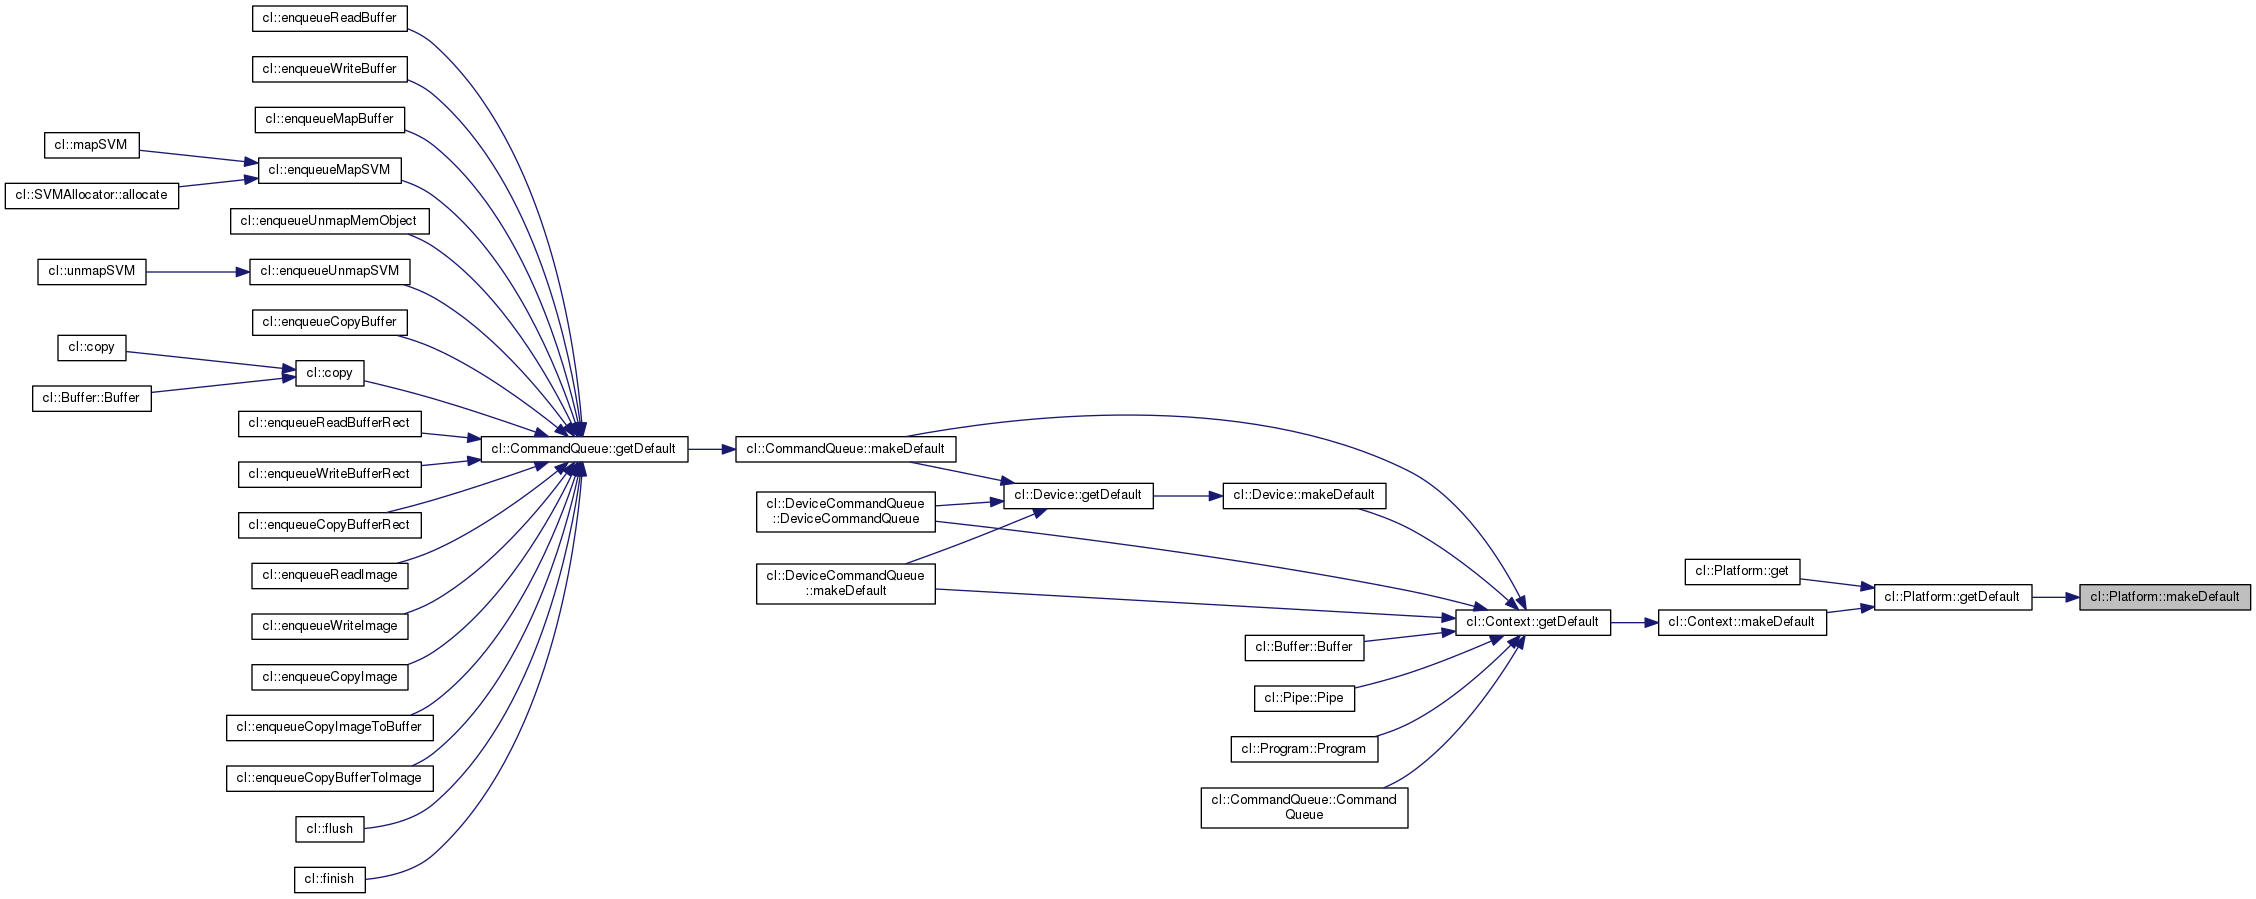 cl::enqueueReadBuffer
cl::enqueueWriteBuffer
cl::enqueueMapBuffer
cl::mapSVM
cl::enqueueMapSVM
cl::SVMAllocator::allocate
cl::enqueueUnmapMemObject
cl::unmapSVM
cl::enqueueUnmapSVM
cl::enqueueCopyBuffer
cl::copy
cl::copy
cl::Buffer::Buffer
cl::enqueueReadBufferRect
cl::CommandQueue::getDefault
cl::CommandQueue::makeDefault
cl::enqueueWriteBufferRect
cl::DeviceCommandQueue
::DeviceCommandQueue
cl::Device::getDefault
cl::Device::makeDefault
cl::enqueueCopyBufferRect
cl::enqueueReadImage
cl::DeviceCommandQueue
::makeDefault
cl::Platform::get
cl::Platform::getDefault
cl::Platform::makeDefault
cl::enqueueWriteImage
cl::Context::getDefault
cl::Context::makeDefault
cl::Buffer::Buffer
cl::enqueueCopyImage
cl::Pipe::Pipe
cl::enqueueCopyImageToBuffer
cl::Program::Program
cl::enqueueCopyBufferToImage
cl::CommandQueue::Command
Queue
cl::flush
cl::finish